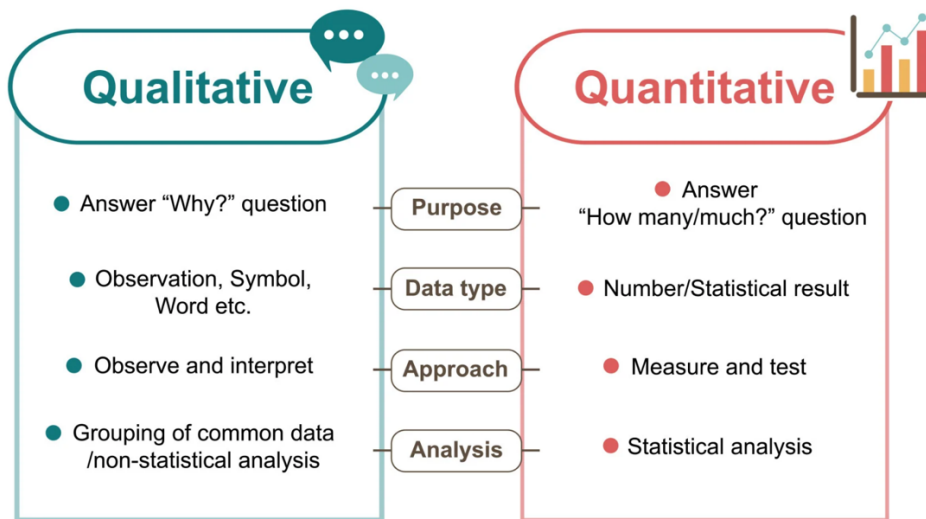 Qualitative
Quantitative
Answer “Why?” question
Purpose
Answer
“How many/much?” question
Observation, Symbol,
Word etc.
Data type
Number/Statistical result
Observe and interpret
Approach
Measure and test
Grouping of common data
/non-statistical analysis
Analysis
Statistical analysis